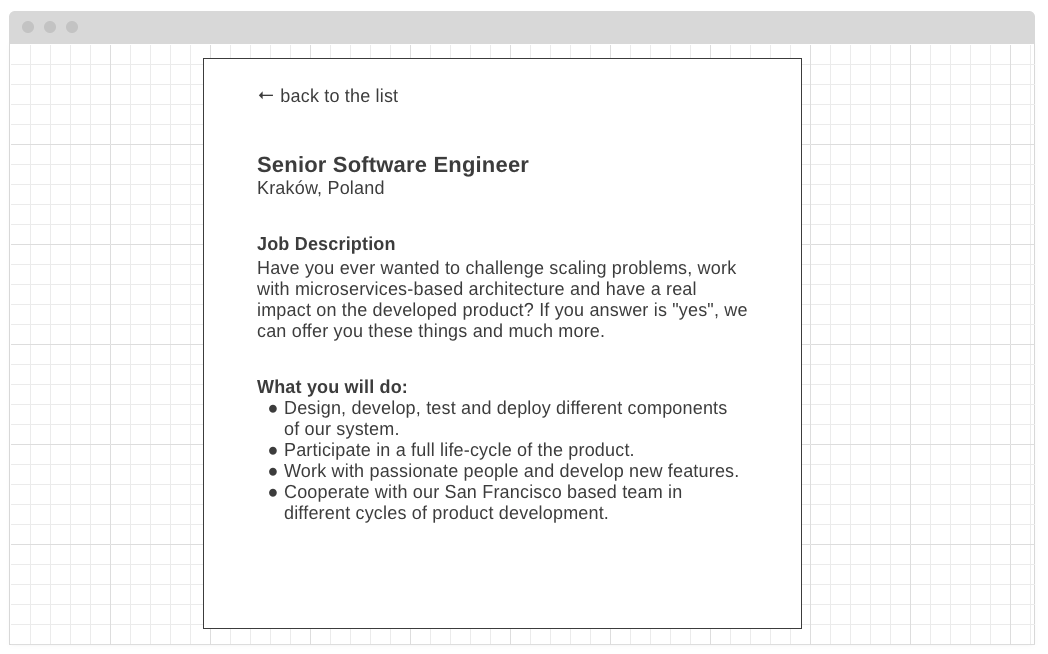 ← back to the list
Senior Software Engineer
Kraków, Poland
Job Description
Have you ever wanted to challenge scaling problems, work
with microservices-based architecture and have a real
impact on the developed product? If you answer is "yes", we
can offer you these things and much more.
What you will do:
● Design, develop, test and deploy different components
of our system.
● Participate in a full life-cycle of the product.
● Work with passionate people and develop new features.
● Cooperate with our San Francisco based team in
different cycles of product development.